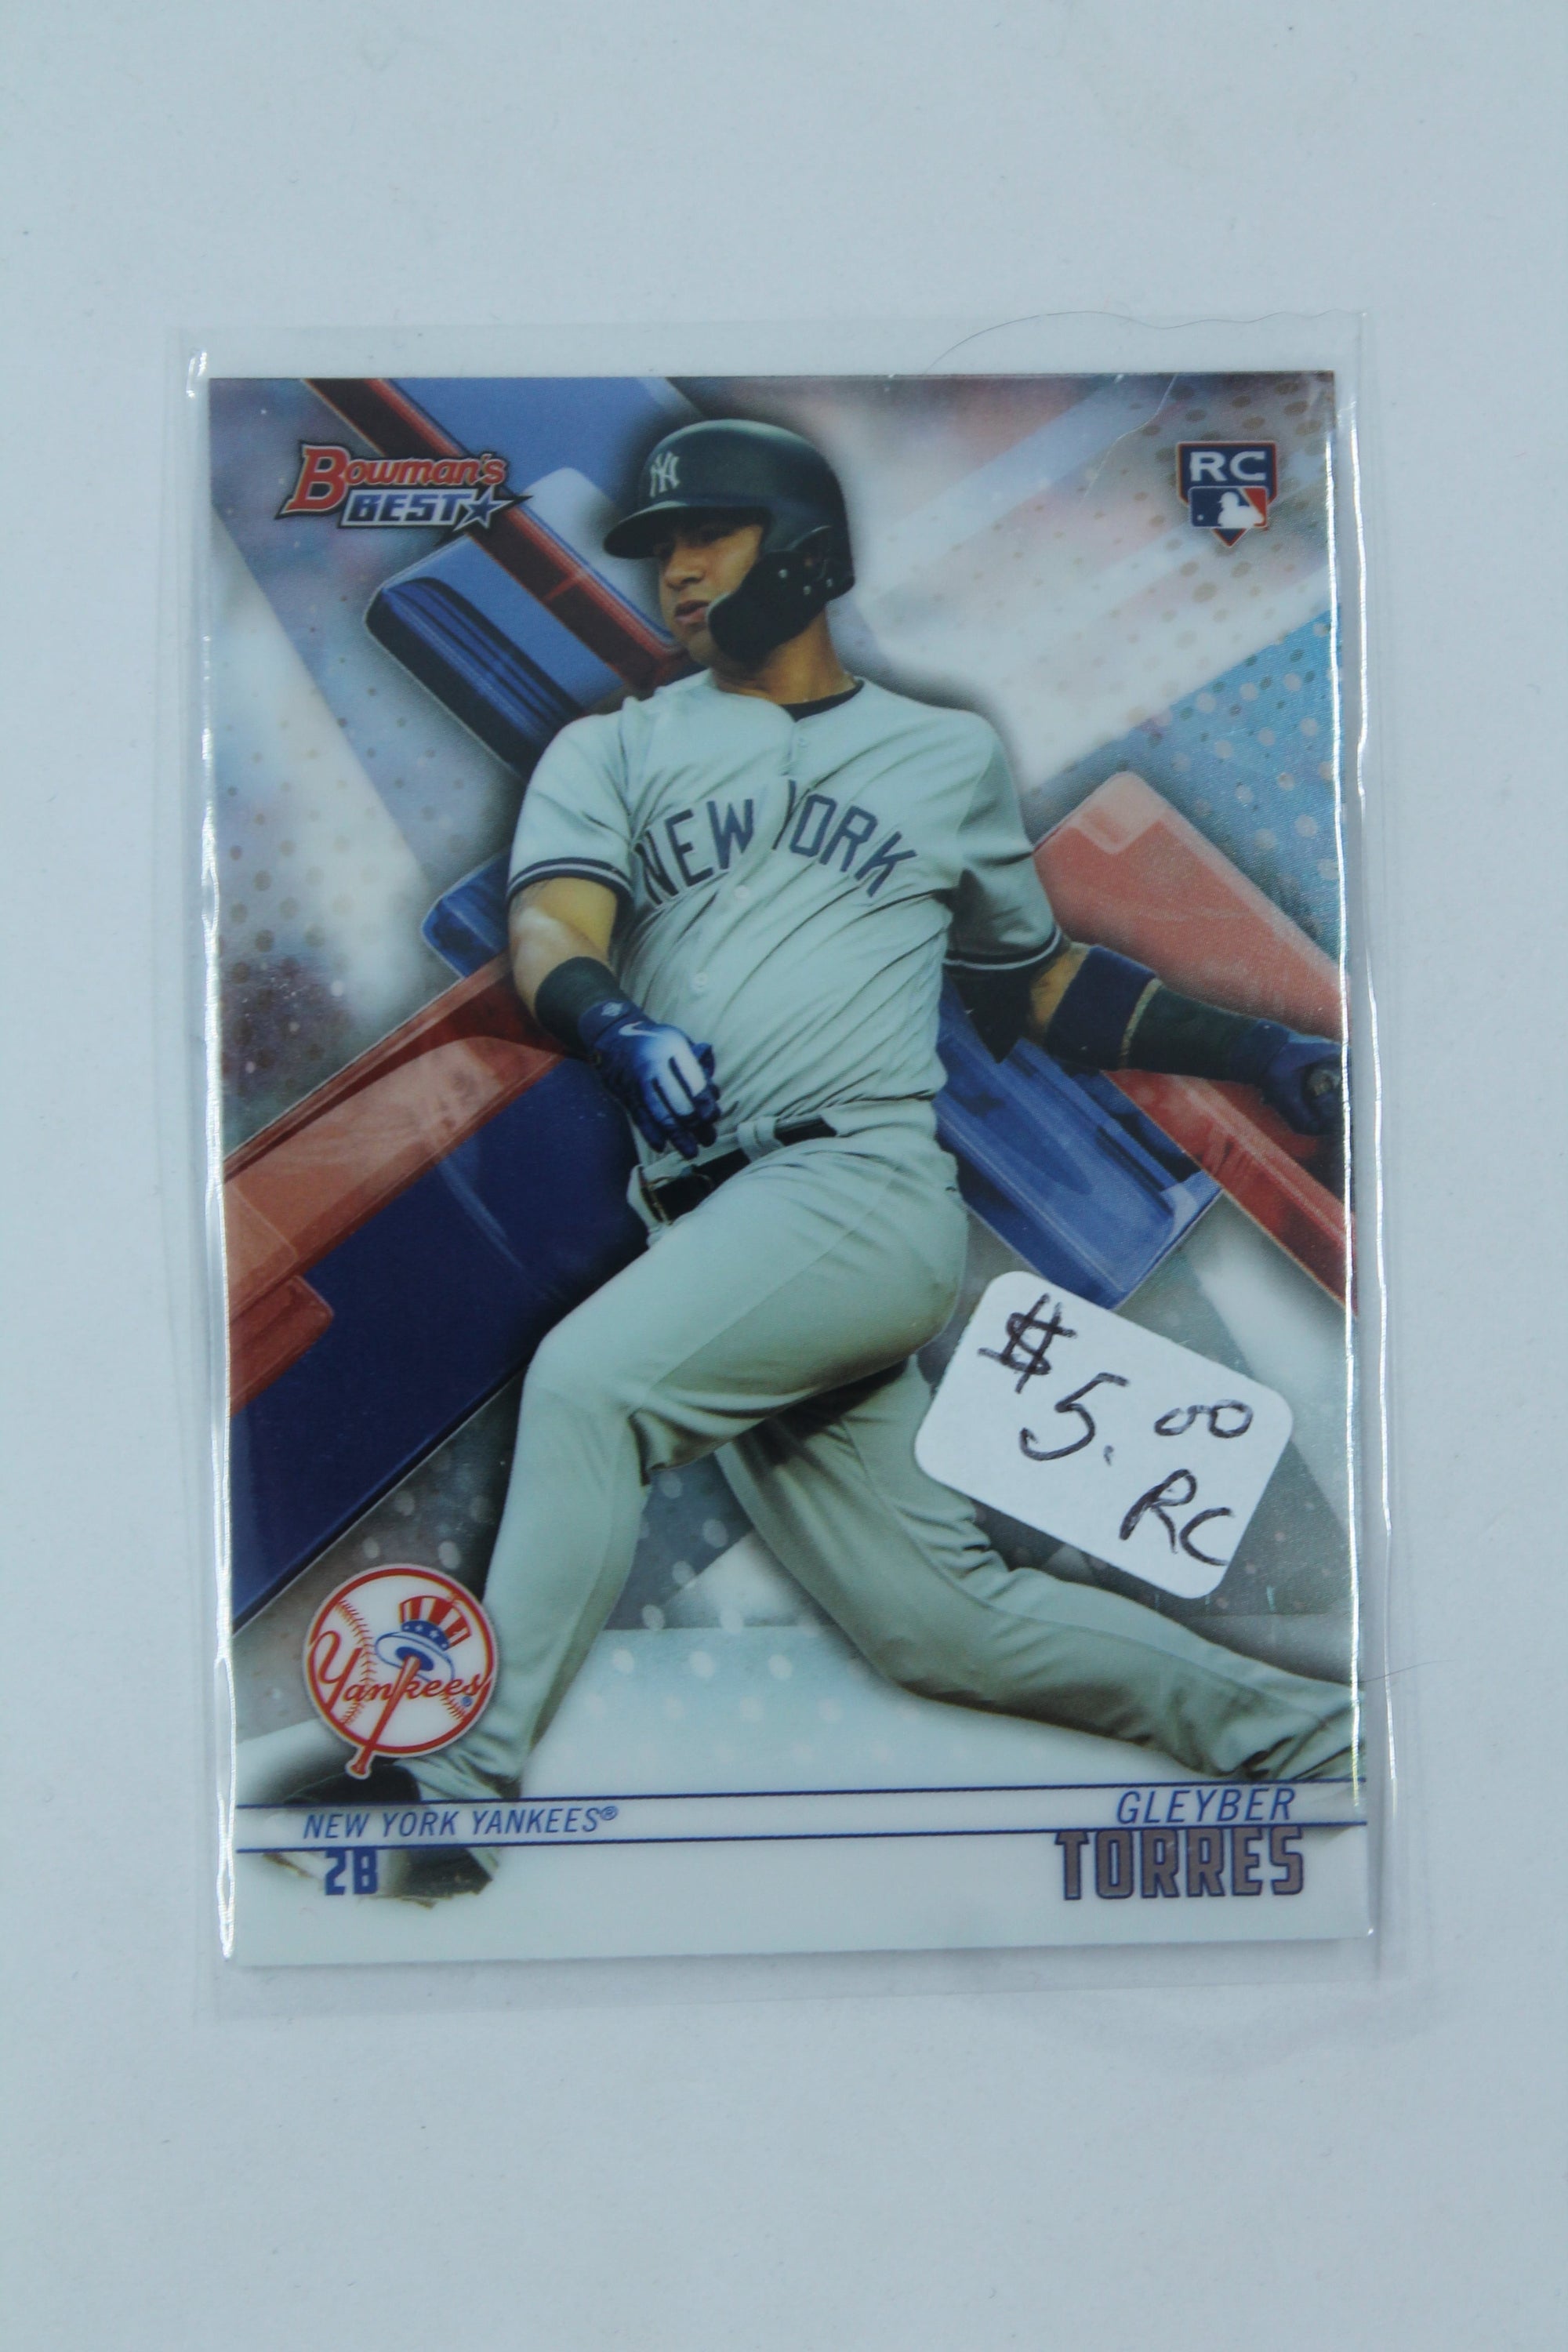 Bowman's
BEST
RC
NY
NEW YORK
$
5.00
RC
Yankees®
NEW YORK YANKEES®
GLEYBER
2B
TORRES